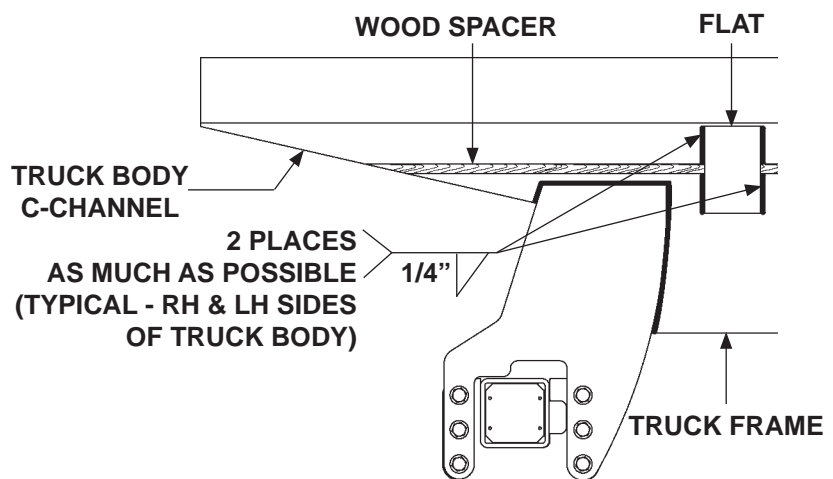 WOOD SPACER
FLAT
TRUCK BODY
C-CHANNEL
2 PLACES
AS MUCH AS POSSIBLE
(TYPICAL - RH & LH SIDES
OF TRUCK BODY)
1/4”
TRUCK FRAME